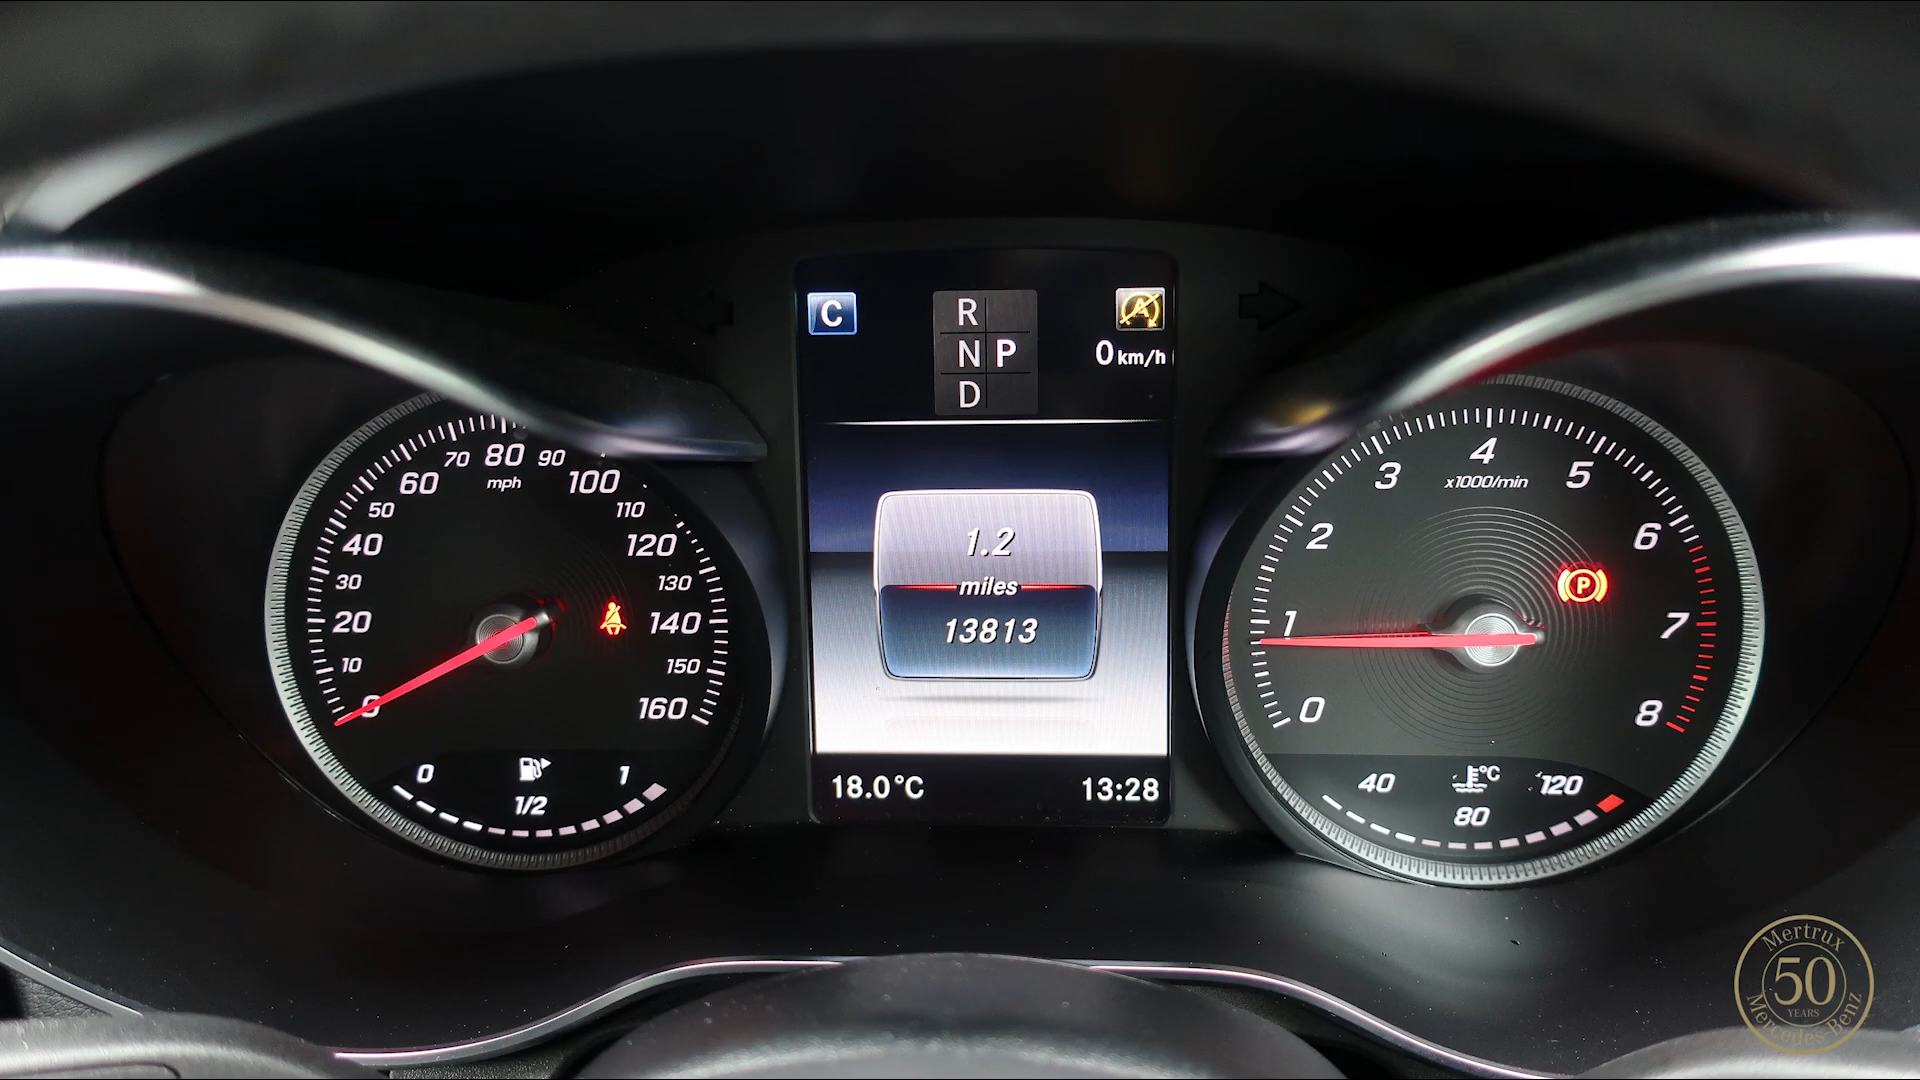 0
10
20
30
40
50
60
70
80
90
100
110
120
130
140
150
160
mph
0
1/2
1
C
R
N P
D
A
0 km/h
1.2
miles
13813
18.0°C
13:28
0
1
2
3
4
5
6
7
8
x1000/min
P
°C
40
80
120
Mertrux
50
YEARS
Mercedes-Benz